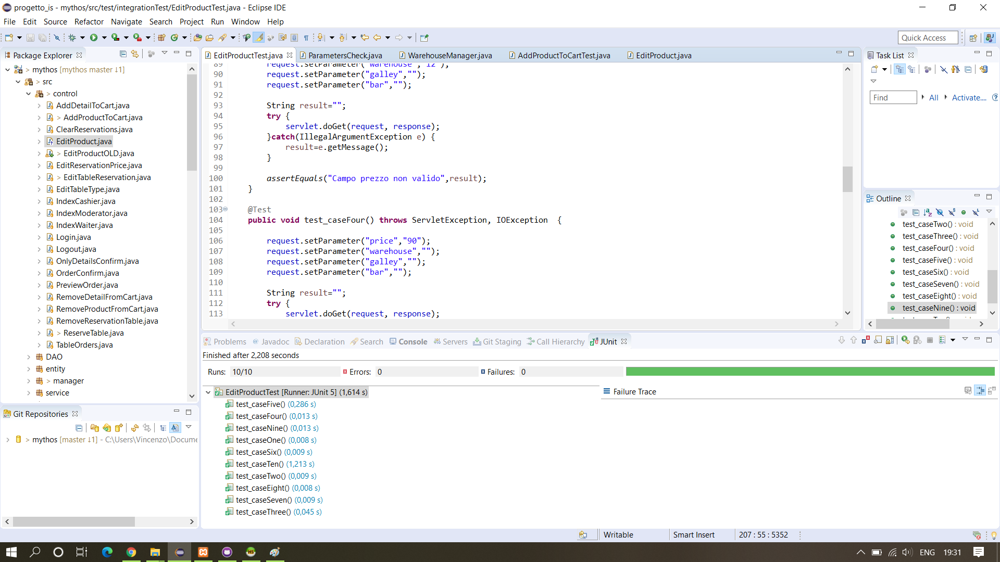 progetto_is - mythos/src/test/integrationTest/EditProductTest.java - Eclipse IDE
File Edit Source Refactor Navigate Search Project Run Window Help
Quick Access
Package Explorer
> mythos [mythos master ↓1]
> src
> control
AddDetailToCart.java
> AddProductToCart.java
ClearReservations.java
EditProduct.java
> EditProductOLD.java
EditReservationPrice.java
> EditTableReservation.java
EditTableType.java
IndexCashier.java
IndexModerator.java
IndexWaiter.java
Login.java
Logout.java
OnlyDetailsConfirm.java
OrderConfirm.java
PreviewOrder.java
RemoveDetailFromCart.java
RemoveProductFromCart.java
RemoveReservationTable.java
> ReserveTable.java
TableOrders.java
DAO
entity
> manager
service
Git Repositories
> mythos [master ↓1] - C:\Users\Vincenzo\Docume
EditProductTest.java ParametersCheck.java WarehouseManager.java AddProductToCartTest.java EditProduct.java
89 request.setParameter("warehouse","12");
90 request.setParameter("galley","");
91 request.setParameter("bar","");
92
93 String result="";
94 try {
95 servlet.doGet(request, response);
96 }catch(IllegalArgumentException e) {
97 result=e.getMessage();
98 }
99
100 assertEquals("Campo prezzo non valido",result);
101 }
102
103 @Test
104 public void test_caseFour() throws ServletException, IOException {
105
106 request.setParameter("price","90");
107 request.setParameter("warehouse","");
108 request.setParameter("galley","");
109 request.setParameter("bar","");
110
111 String result="";
112 try {
113 servlet.doGet(request, response);
Task List
Find All Activate...
Outline
test_caseTwo() : void
test_caseThree() : void
test_caseFour() : void
test_caseFive() : void
test_caseSix() : void
test_caseSeven() : void
test_caseEight() : void
test_caseNine() : void
Problems Javadoc Declaration Search Console Servers Git Staging Call Hierarchy JUnit
Finished after 2,208 seconds
Runs: 10/10 Errors: 0 Failures: 0
EditProductTest [Runner: JUnit 5] (1,614 s)
test_caseFive() (0,286 s)
test_caseFour() (0,013 s)
test_caseNine() (0,013 s)
test_caseOne() (0,008 s)
test_caseSix() (0,009 s)
test_caseTen() (1,213 s)
test_caseTwo() (0,009 s)
test_caseEight() (0,008 s)
test_caseSeven() (0,009 s)
test_caseThree() (0,045 s)
Failure Trace
Writable Smart Insert 207 : 55 : 5352
ENG 19:31